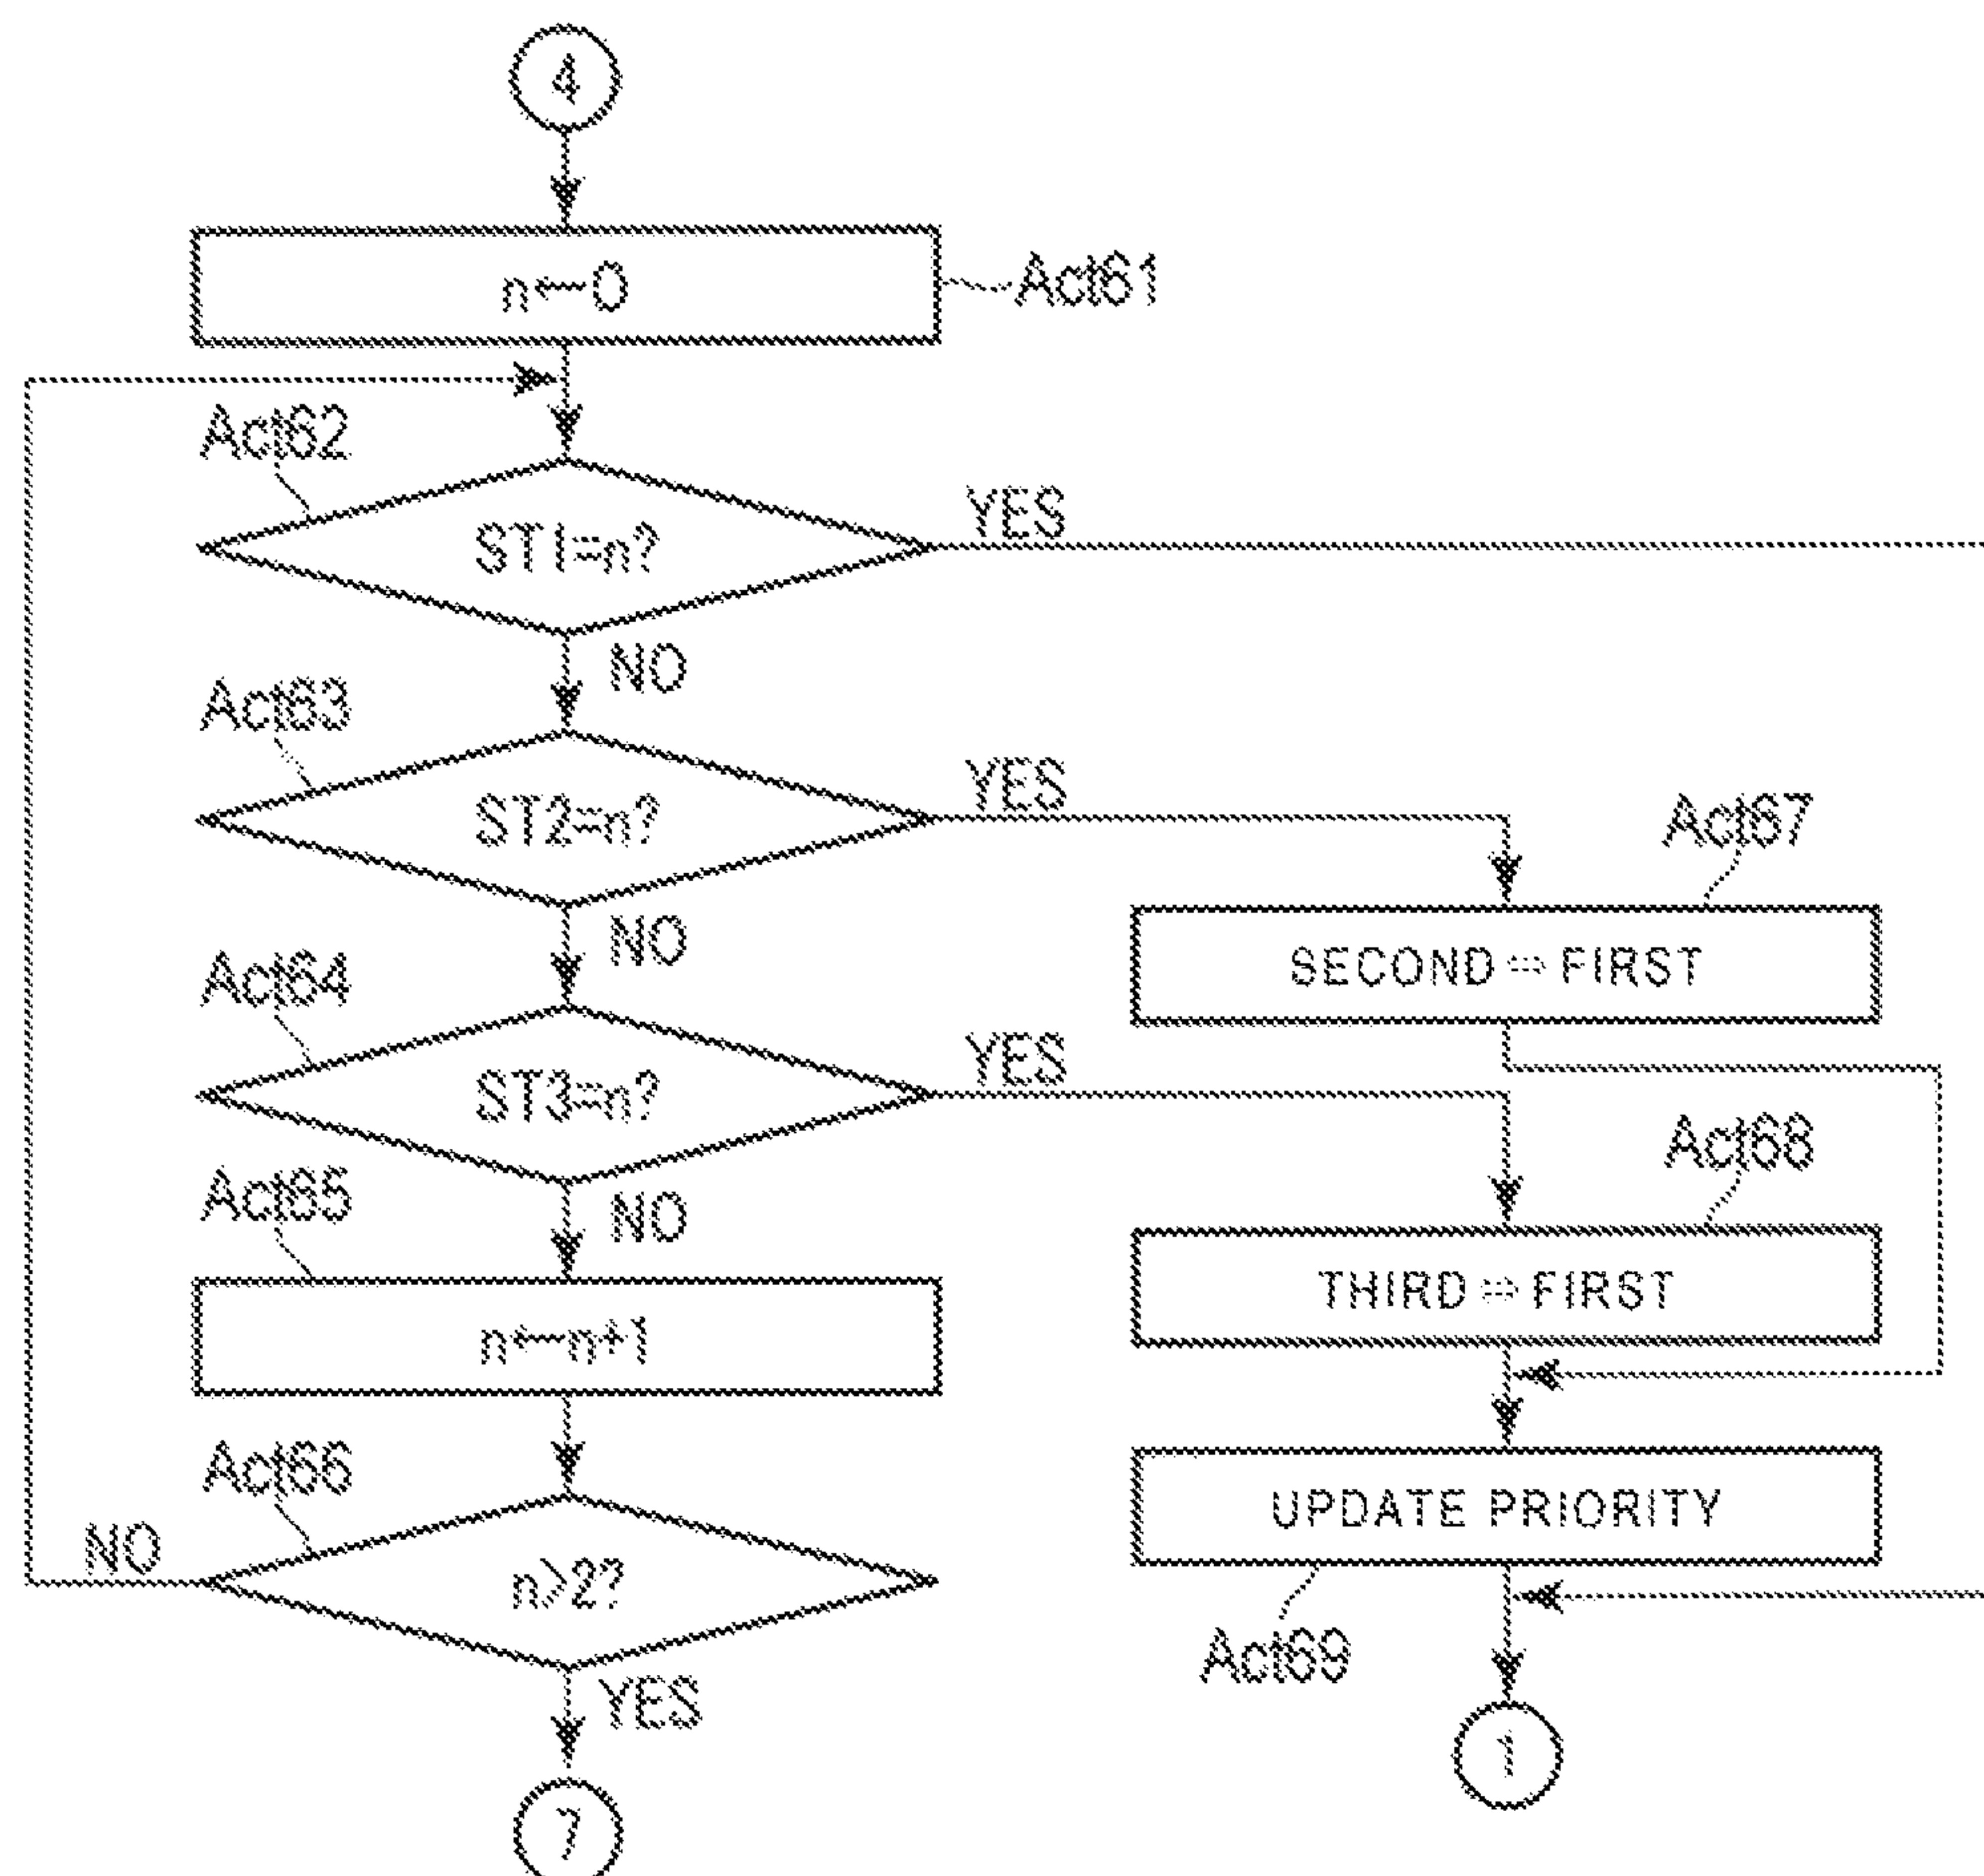 4
n←0
Act61
Act62
ST1=n?
YES
NO
Act63
ST2=n?
YES
Act67
NO
SECOND ⇔ FIRST
Act64
ST3=n?
YES
Act68
Act65
NO
THIRD ⇔ FIRST
n←n+1
Act66
UPDATE PRIORITY
NO
n>2?
Act69
YES
1
7